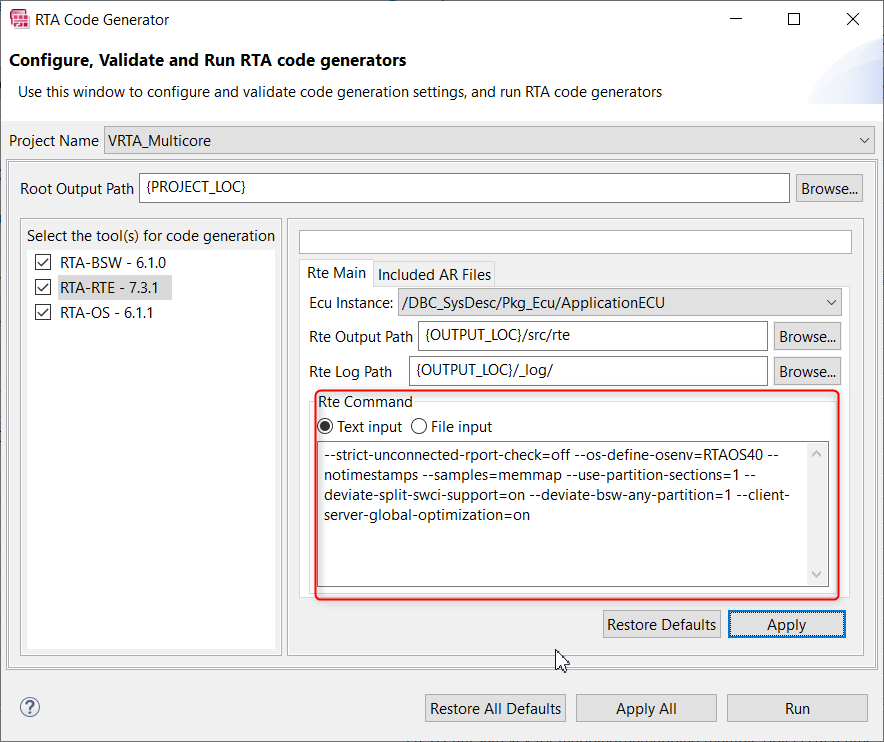 RTA Code Generator
Configure, Validate and Run RTA code generators
Use this window to configure and validate code generation settings, and run RTA code generators
Project Name VRTA_Multicore
Root Output Path {PROJECT_LOC} Browse...
Select the tool(s) for code generation
RTA-BSW - 6.1.0
RTA-RTE - 7.3.1
RTA-OS - 6.1.1
Rte Main Included AR Files
Ecu Instance: /DBC_SysDesc/Pkg_Ecu/ApplicationECU
Rte Output Path {OUTPUT_LOC}/src/rte Browse...
Rte Log Path {OUTPUT_LOC}/_log/ Browse...
Rte Command
Text input File input
--strict-unconnected-rport-check=off --os-define-osenv=RTAOS40 --
notimestamps --samples=memmap --use-partition-sections=1 --
deviate-split-swci-support=on --deviate-bsw-any-partition=1 --client-
server-global-optimization=on
Restore Defaults Apply
? Restore All Defaults Apply All Run